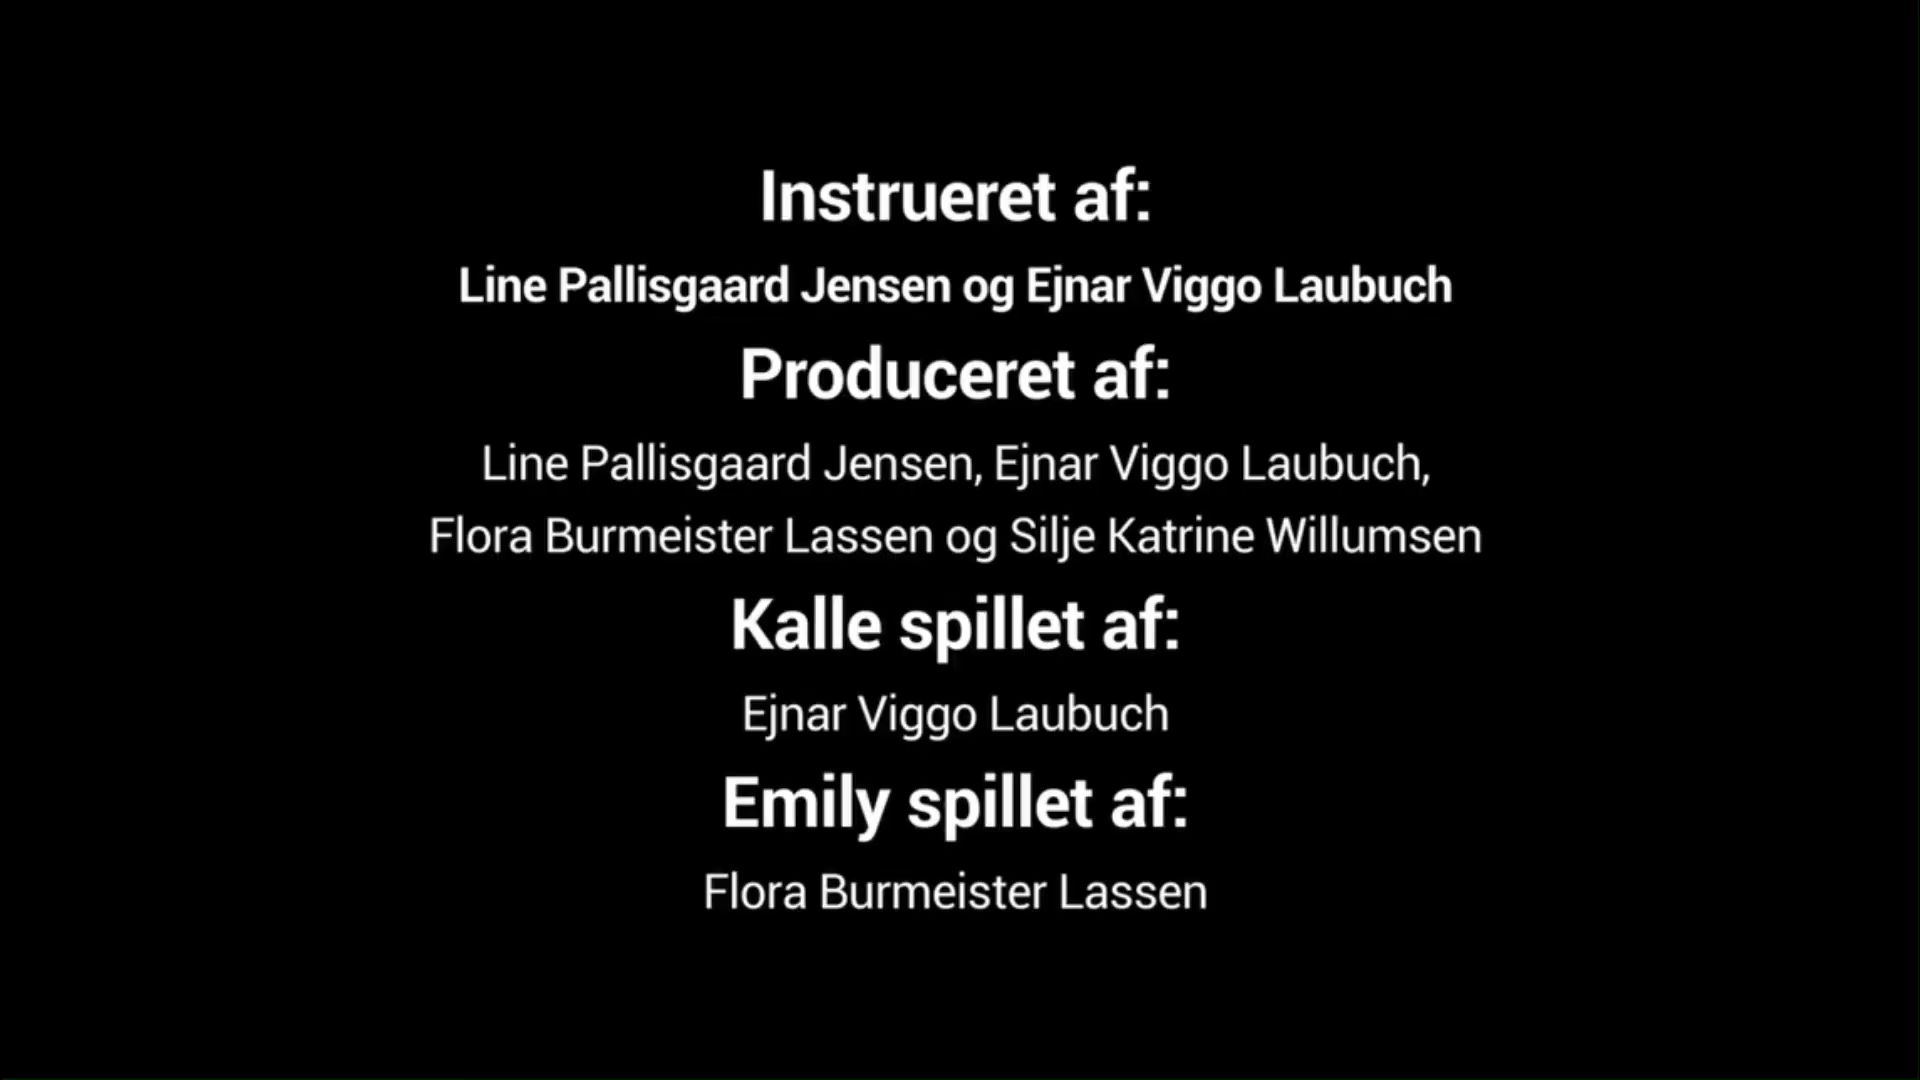 Instrueret af:
Line Pallisgaard Jensen og Ejnar Viggo Laubuch
Produceret af:
Line Pallisgaard Jensen, Ejnar Viggo Laubuch,
Flora Burmeister Lassen og Silje Katrine Willumsen
Kalle spillet af:
Ejnar Viggo Laubuch
Emily spillet af:
Flora Burmeister Lassen